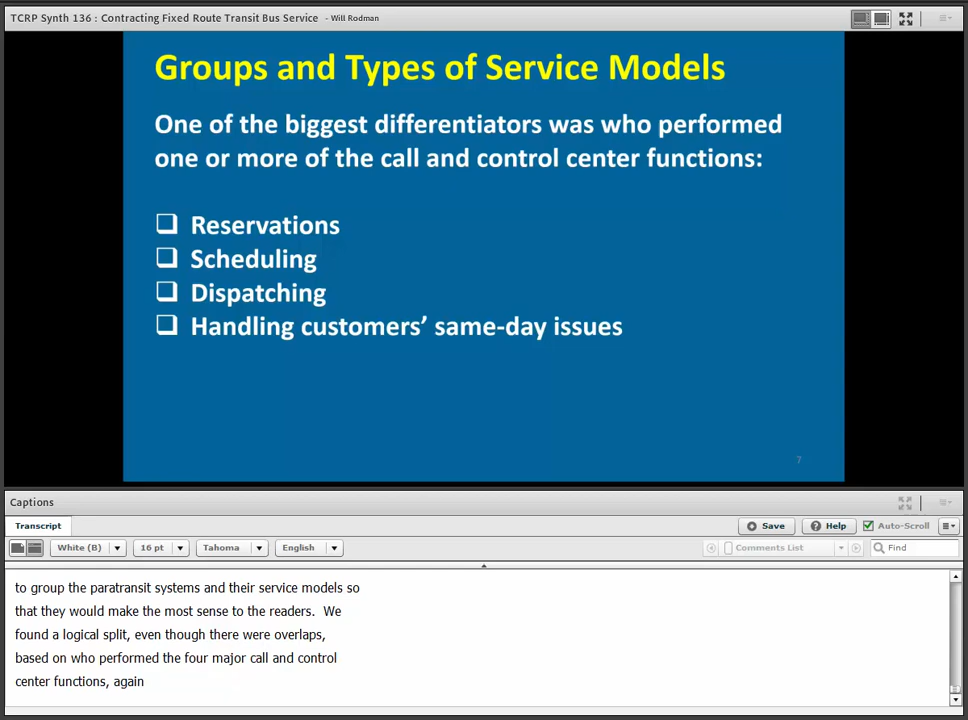 TCRP Synth 136 : Contracting Fixed Route Transit Bus Service - Will Rodman
Groups and Types of Service Models
One of the biggest differentiators was who performed
one or more of the call and control center functions:
Reservations
Scheduling
Dispatching
Handling customers’ same-day issues
7
Captions
Transcript
Save
Help
Auto-Scroll
White (B)
16 pt
Tahoma
English
Comments List
Find
to group the paratransit systems and their service models so
that they would make the most sense to the readers.  We
found a logical split, even though there were overlaps,
based on who performed the four major call and control
center functions, again